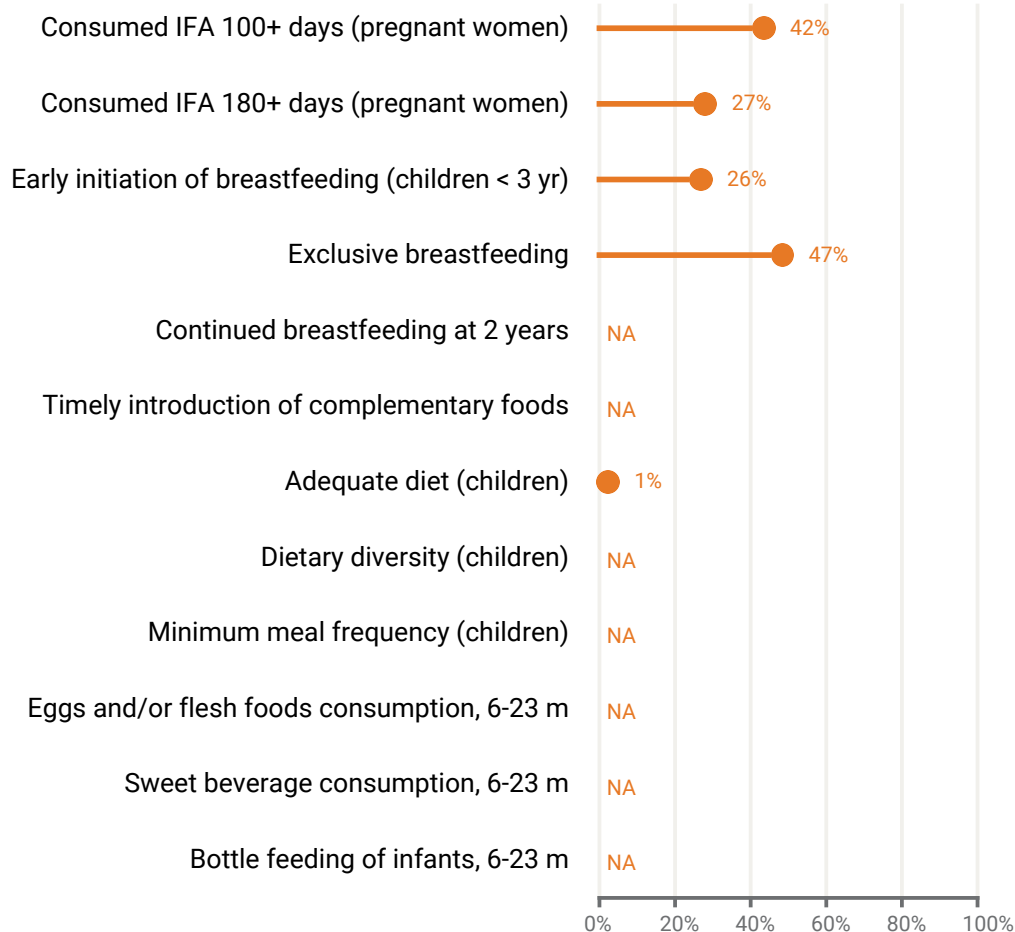 Consumed IFA 100+ days (pregnant women) 42%
Consumed IFA 180+ days (pregnant women) 27%
Early initiation of breastfeeding (children < 3 yr) 26%
Exclusive breastfeeding 47%
Continued breastfeeding at 2 years NA
Timely introduction of complementary foods NA
Adequate diet (children) 1%
Dietary diversity (children) NA
Minimum meal frequency (children) NA
Eggs and/or flesh foods consumption, 6-23 m NA
Sweet beverage consumption, 6-23 m NA
Bottle feeding of infants, 6-23 m NA
0% 20% 40% 60% 80% 100%